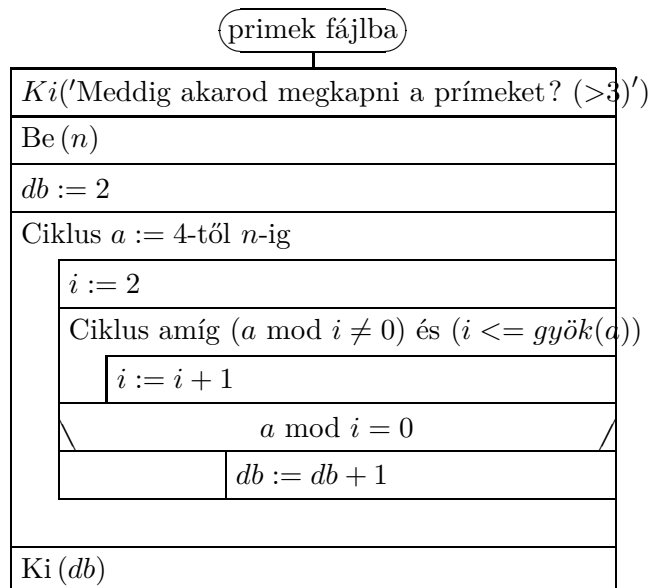 primek fájlba
Ki('Meddig akarod megkapni a prímeket? (>3)')
Be (n)
db := 2
Ciklus a := 4-től n-ig
i := 2
Ciklus amíg (a mod i ≠ 0) és (i <= gyök(a))
i := i + 1
a mod i = 0
db := db + 1
Ki (db)